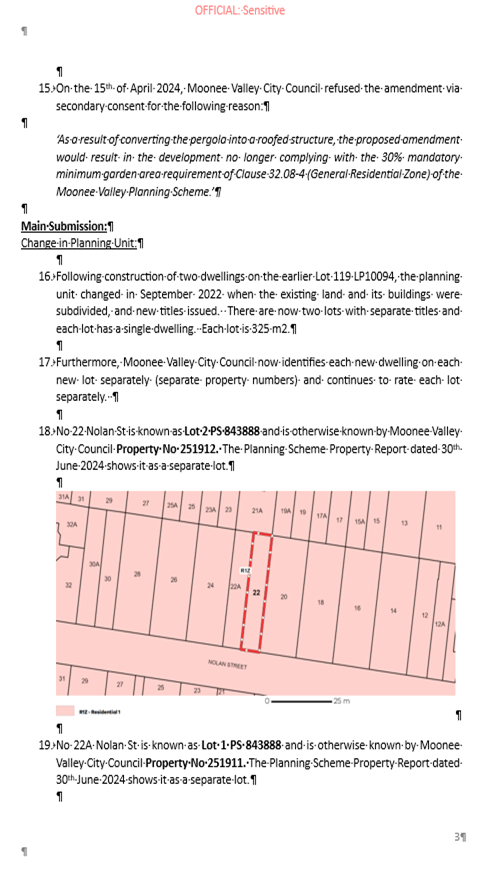 OFFICIAL: Sensitive
15. On the 15th of April 2024, Moonee Valley City Council refused the amendment via
secondary consent for the following reason:¶
¶
'As a result of converting the pergola into a roofed structure, the proposed amendment
would result in the development no longer complying with the 30% mandatory
minimum garden area requirement of Clause 32.08-4 (General Residential Zone) of the
Moonee Valley Planning Scheme.'¶
¶
Main Submission:¶
Change in Planning Unit:¶
¶
16. Following construction of two dwellings on the earlier Lot 119 LP10094, the planning
unit changed in September 2022 when the existing land and its buildings were
subdivided, and new titles issued. There are now two lots with separate titles and
each lot has a single dwelling. Each lot is 325 m2.¶
¶
17. Furthermore, Moonee Valley City Council now identifies each new dwelling on each
new lot separately (separate property numbers) and continues to rate each lot
separately. ¶
¶
18. No 22 Nolan St is known as Lot 2 PS 843888 and is otherwise known by Moonee Valley
City Council Property No 251912. The Planning Scheme Property Report dated 30th
June 2024 shows it as a separate lot.¶
¶
31A 31 29 27 25A 25 23A 23 21A 19A 19 17A 17 15A 15 13 11
32A
32 30A 30 28 26 24 22A R1Z 22 20 18 16 14 12 12A
NOLAN STREET
31 29 27 25 23 21
0 25 m
R1Z - Residential 1
¶
¶
19. No 22A Nolan St is known as Lot 1 PS 843888 and is otherwise known by Moonee
Valley City Council Property No 251911. The Planning Scheme Property Report dated
30th June 2024 shows it as a separate lot.¶
¶
3¶
¶